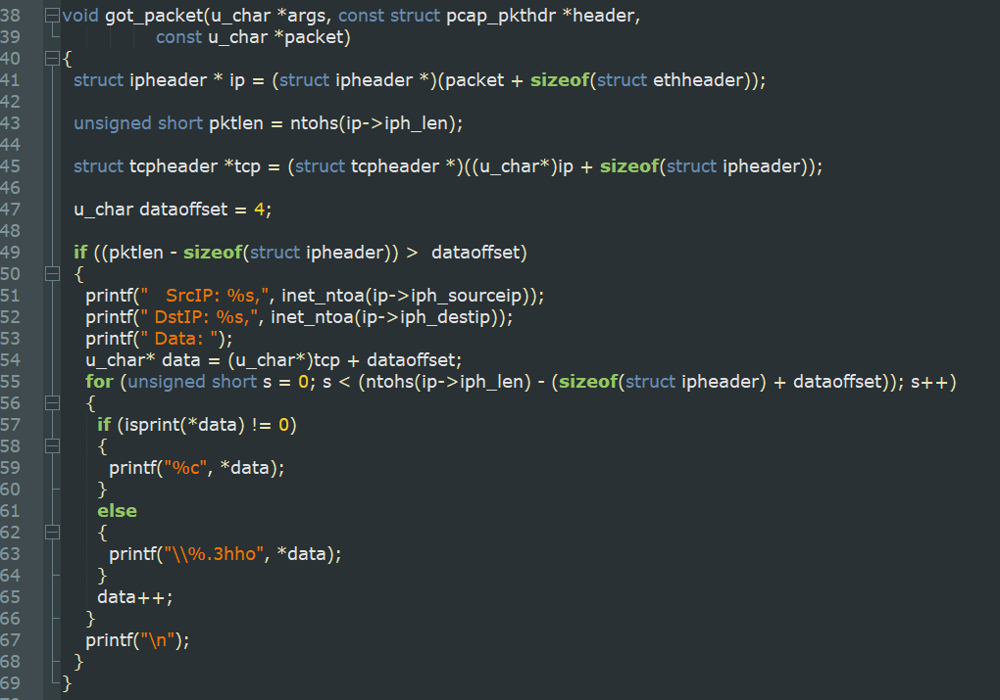 38 void got_packet(u_char *args, const struct pcap_pkthdr *header,
39 const u_char *packet)
40 {
41 struct ipheader * ip = (struct ipheader *)(packet + sizeof(struct ethheader));
42
43 unsigned short pktlen = ntohs(ip->iph_len);
44
45 struct tcpheader *tcp = (struct tcpheader *)((u_char*)ip + sizeof(struct ipheader));
46
47 u_char dataoffset = 4;
48
49 if ((pktlen - sizeof(struct ipheader)) >  dataoffset)
50 {
51 printf("   SrcIP: %s,", inet_ntoa(ip->iph_sourceip));
52 printf(" DstIP: %s,", inet_ntoa(ip->iph_destip));
53 printf(" Data: ");
54 u_char* data = (u_char*)tcp + dataoffset;
55 for (unsigned short s = 0; s < (ntohs(ip->iph_len) - (sizeof(struct ipheader) + dataoffset)); s++)
56 {
57 if (isprint(*data) != 0)
58 {
59 printf("%c", *data);
60 }
61 else
62 {
63 printf("\\%.3hho", *data);
64 }
65 data++;
66 }
67 printf("\n");
68 }
69 }